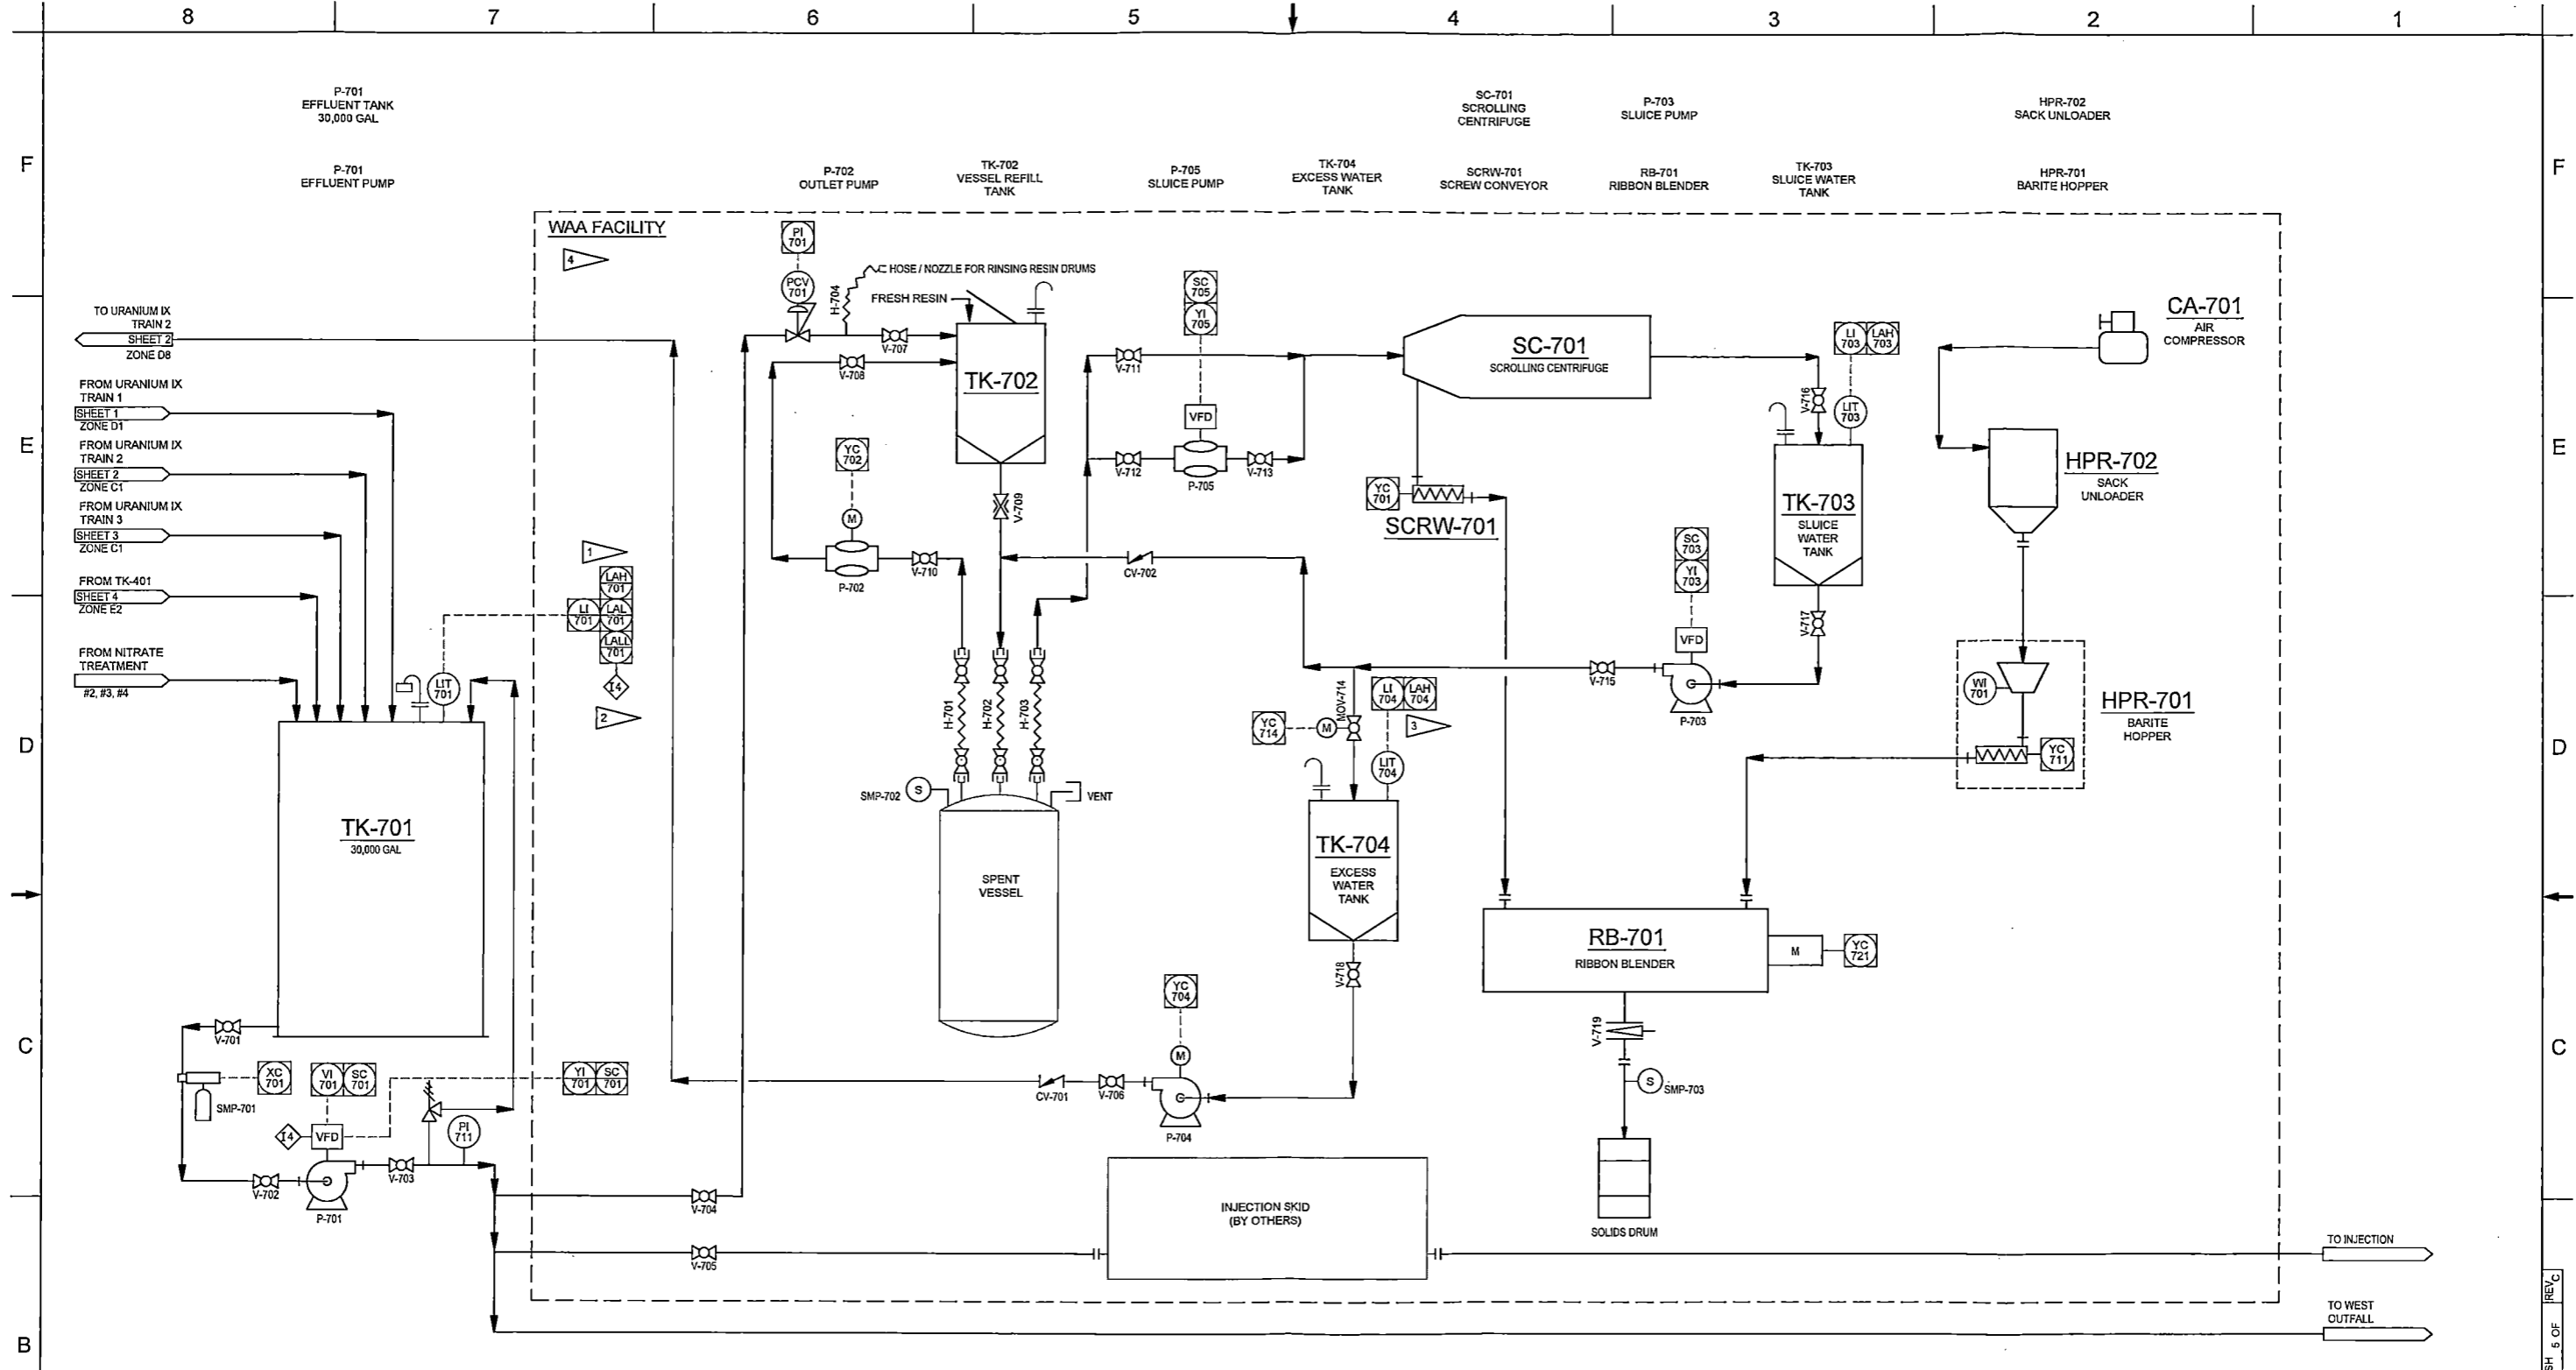 8 7 6 5 4 3 2 1
P-701
EFFLUENT TANK
30,000 GAL
P-701
EFFLUENT PUMP
P-702
OUTLET PUMP
TK-702
VESSEL REFILL
TANK
P-705
SLUICE PUMP
TK-704
EXCESS WATER
TANK
SC-701
SCROLLING
CENTRIFUGE
SCRW-701
SCREW CONVEYOR
P-703
SLUICE PUMP
RB-701
RIBBON BLENDER
TK-703
SLUICE WATER
TANK
HPR-702
SACK UNLOADER
HPR-701
BARITE HOPPER
F
F
WAA FACILITY
4
PI
701
PCV
701
H-704
HOSE / NOZZLE FOR RINSING RESIN DRUMS
FRESH RESIN
V-707
V-708
TK-702
V-709
YC
702
M
P-702
V-710
SC
705
YI
705
VFD
V-711
V-712
P-705
V-713
SC-701
SCROLLING CENTRIFUGE
YC
701
SCRW-701
LI
703
LAH
703
LIT
703
V-716
TK-703
SLUICE
WATER
TANK
V-717
CA-701
AIR
COMPRESSOR
HPR-702
SACK
UNLOADER
E
E
TO URANIUM IX
TRAIN 2
SHEET 2
ZONE D8
FROM URANIUM IX
TRAIN 1
SHEET 1
ZONE D1
FROM URANIUM IX
TRAIN 2
SHEET 2
ZONE C1
FROM URANIUM IX
TRAIN 3
SHEET 3
ZONE C1
FROM TK-401
SHEET 4
ZONE E2
FROM NITRATE
TREATMENT
#2, #3, #4
1
LAH
701
LI
701
LAL
701
LALL
701
I4
2
LIT
701
CV-702
SC
703
YI
703
VFD
V-715
P-703
H-701
H-702
H-703
SMP-702
S
VENT
SPENT
VESSEL
YC
714
M
MOV-714
LI
704
LAH
704
3
LIT
704
TK-704
EXCESS
WATER
TANK
V-718
WI
701
YC
711
HPR-701
BARITE
HOPPER
D
D
TK-701
30,000 GAL
RB-701
RIBBON BLENDER
M
YC
721
V-719
S
SMP-703
SOLIDS DRUM
C
C
V-701
XC
701
SMP-701
VI
701
SC
701
I4
VFD
V-702
P-701
V-703
PI
711
YI
701
SC
701
CV-701
V-706
YC
704
M
P-704
V-704
V-705
INJECTION SKID
(BY OTHERS)
TO INJECTION
TO WEST
OUTFALL
B
REV C
SH 5 OF